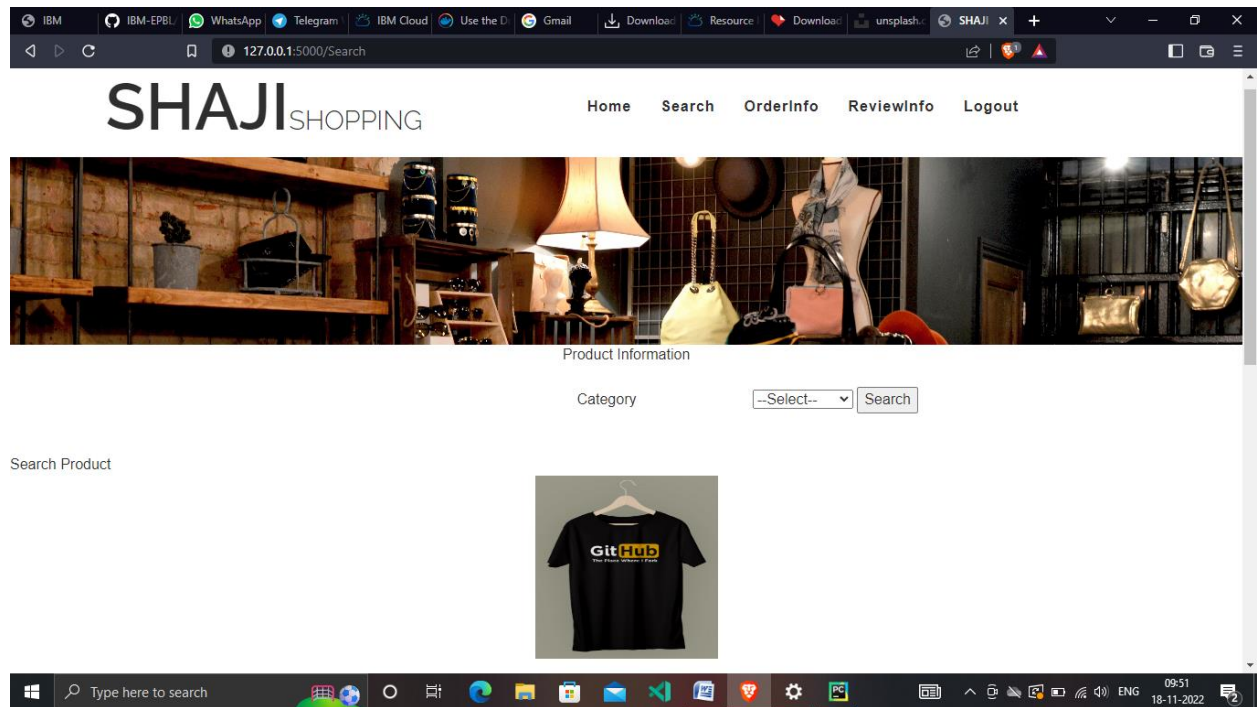 IBM
IBM-EPBL/
WhatsApp
Telegram
IBM Cloud
Use the D
Gmail
Download
Resource
Download
unsplash.c
SHAJI
127.0.0.1:5000/Search
SHAJI SHOPPING
Home Search OrderInfo ReviewInfo Logout
Product Information
Category --Select-- Search
Search Product
GitHub
Type here to search
ENG
09:51
18-11-2022
2